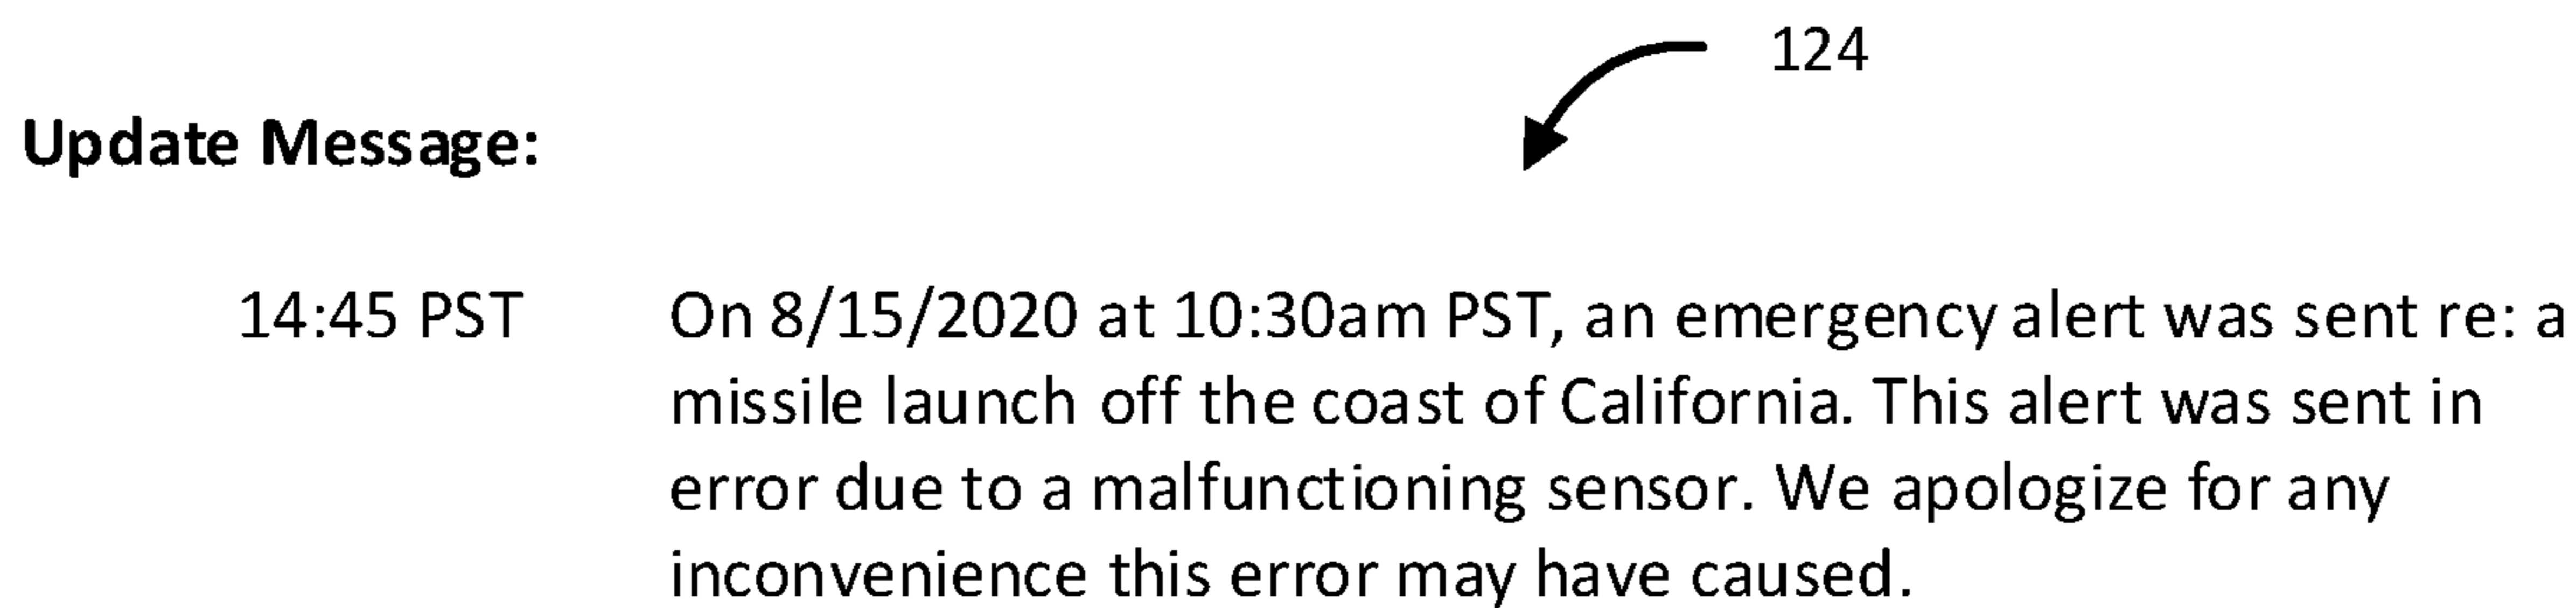 124
Update Message:
14:45 PST On 8/15/2020 at 10:30am PST, an emergency alert was sent re: a
missile launch off the coast of California. This alert was sent in
error due to a malfunctioning sensor. We apologize for any
inconvenience this error may have caused.